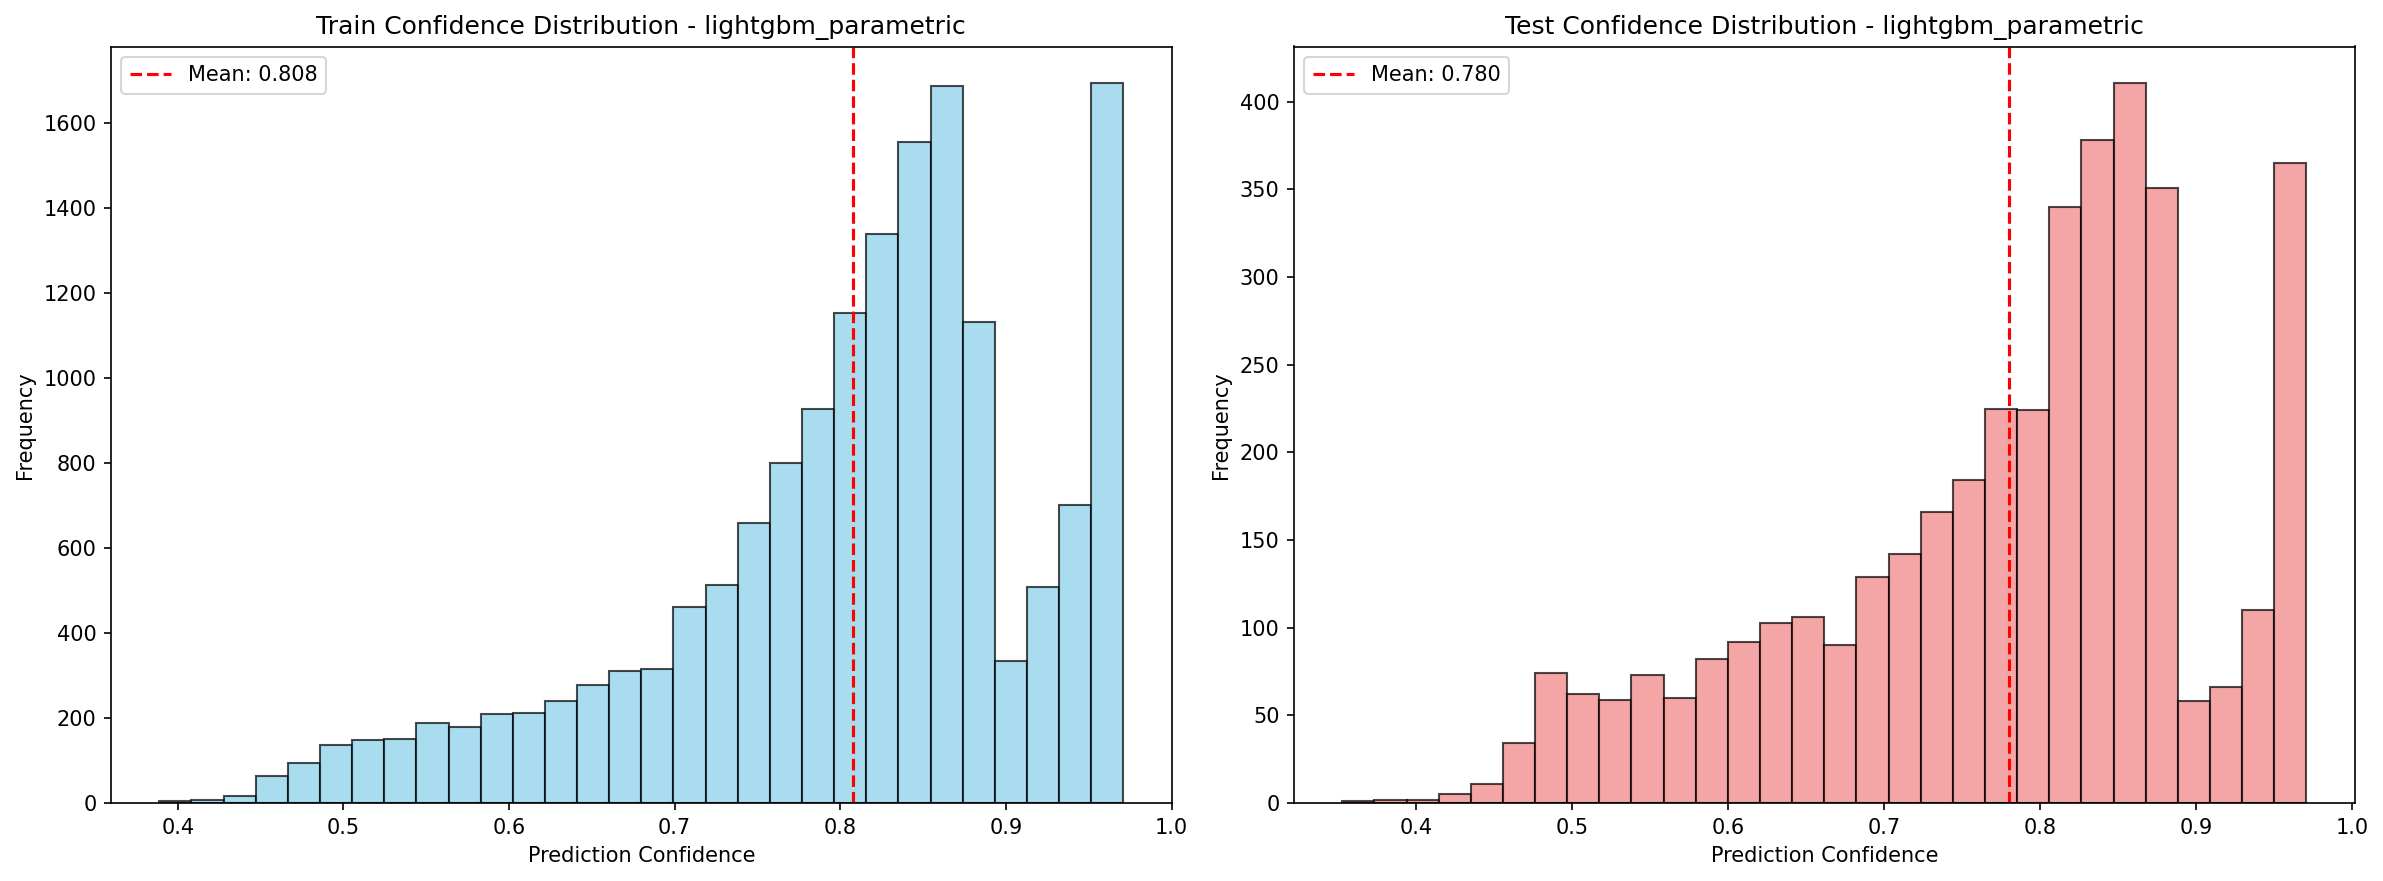 Train Confidence Distribution - lightgbm_parametric
Mean: 0.808
Frequency
1600
1400
1200
1000
800
600
400
200
0
0.4 0.5 0.6 0.7 0.8 0.9 1.0
Prediction Confidence
Test Confidence Distribution - lightgbm_parametric
Mean: 0.780
Frequency
400
350
300
250
200
150
100
50
0
0.4 0.5 0.6 0.7 0.8 0.9 1.0
Prediction Confidence